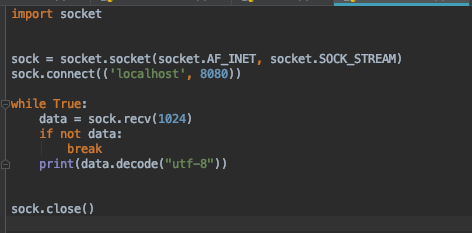 import socket
sock = socket.socket(socket.AF_INET, socket.SOCK_STREAM)
sock.connect(('localhost', 8080))
while True:
    data = sock.recv(1024)
    if not data:
        break
    print(data.decode("utf-8"))
sock.close()